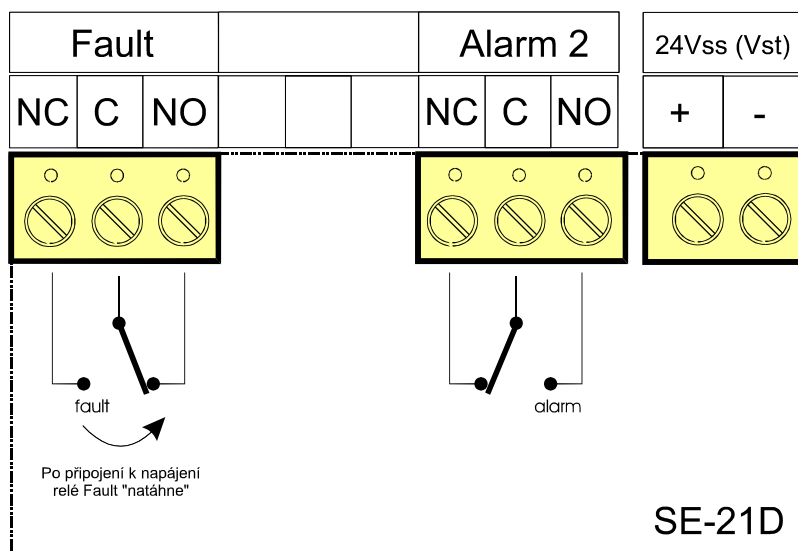 Fault Alarm 2 24Vss (Vst)
NC C NO NC C NO + -
fault alarm
Po připojení k napájení
relé Fault "natáhne"
SE-21D